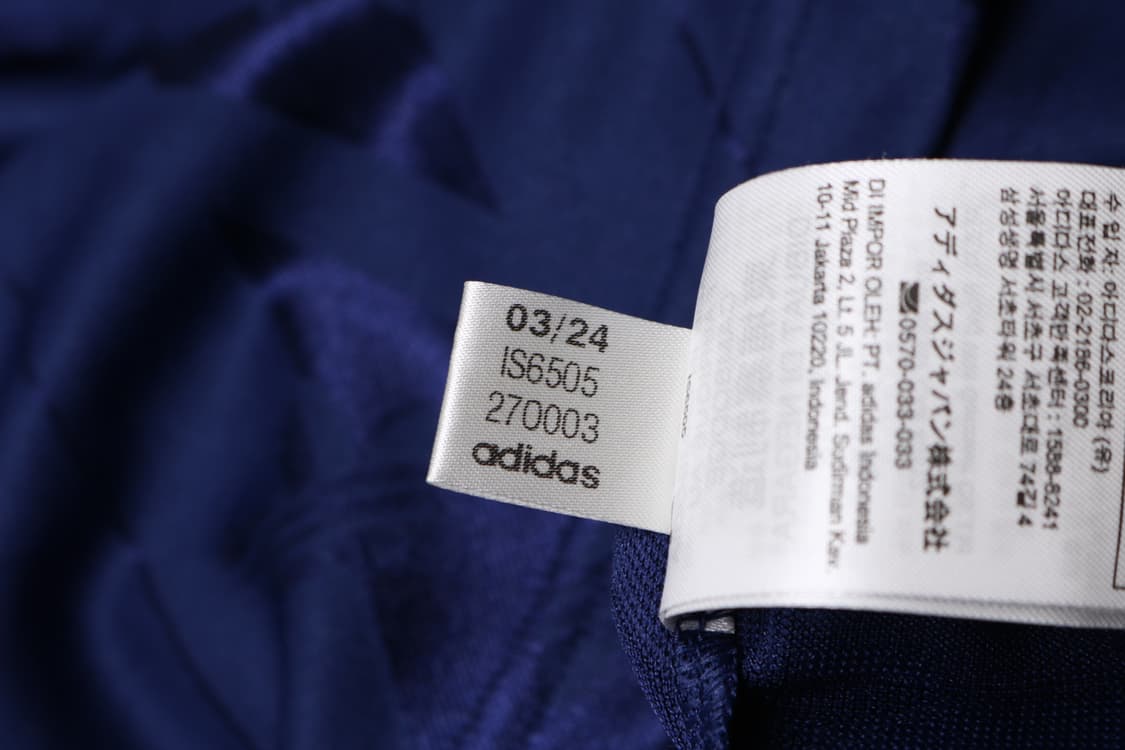 03/24
IS6505
270003
adidas
수 입 자: 아디다스코리아 (유)
대표전화 : 02-2186-0300
아디다스 고객만족센터 : 1588-8241
서울특별시 서초구 서초대로 74길 4
삼성생명 서초타워 24층
アディダスジャパン株式会社
0570-033-033
DI IMPOR OLEH: PT. adidas Indonesia
Mid Plaza 2, Lt. 5 JL. Jend. Sudirman Kav.
10-11 Jakarta 10220, Indonesia